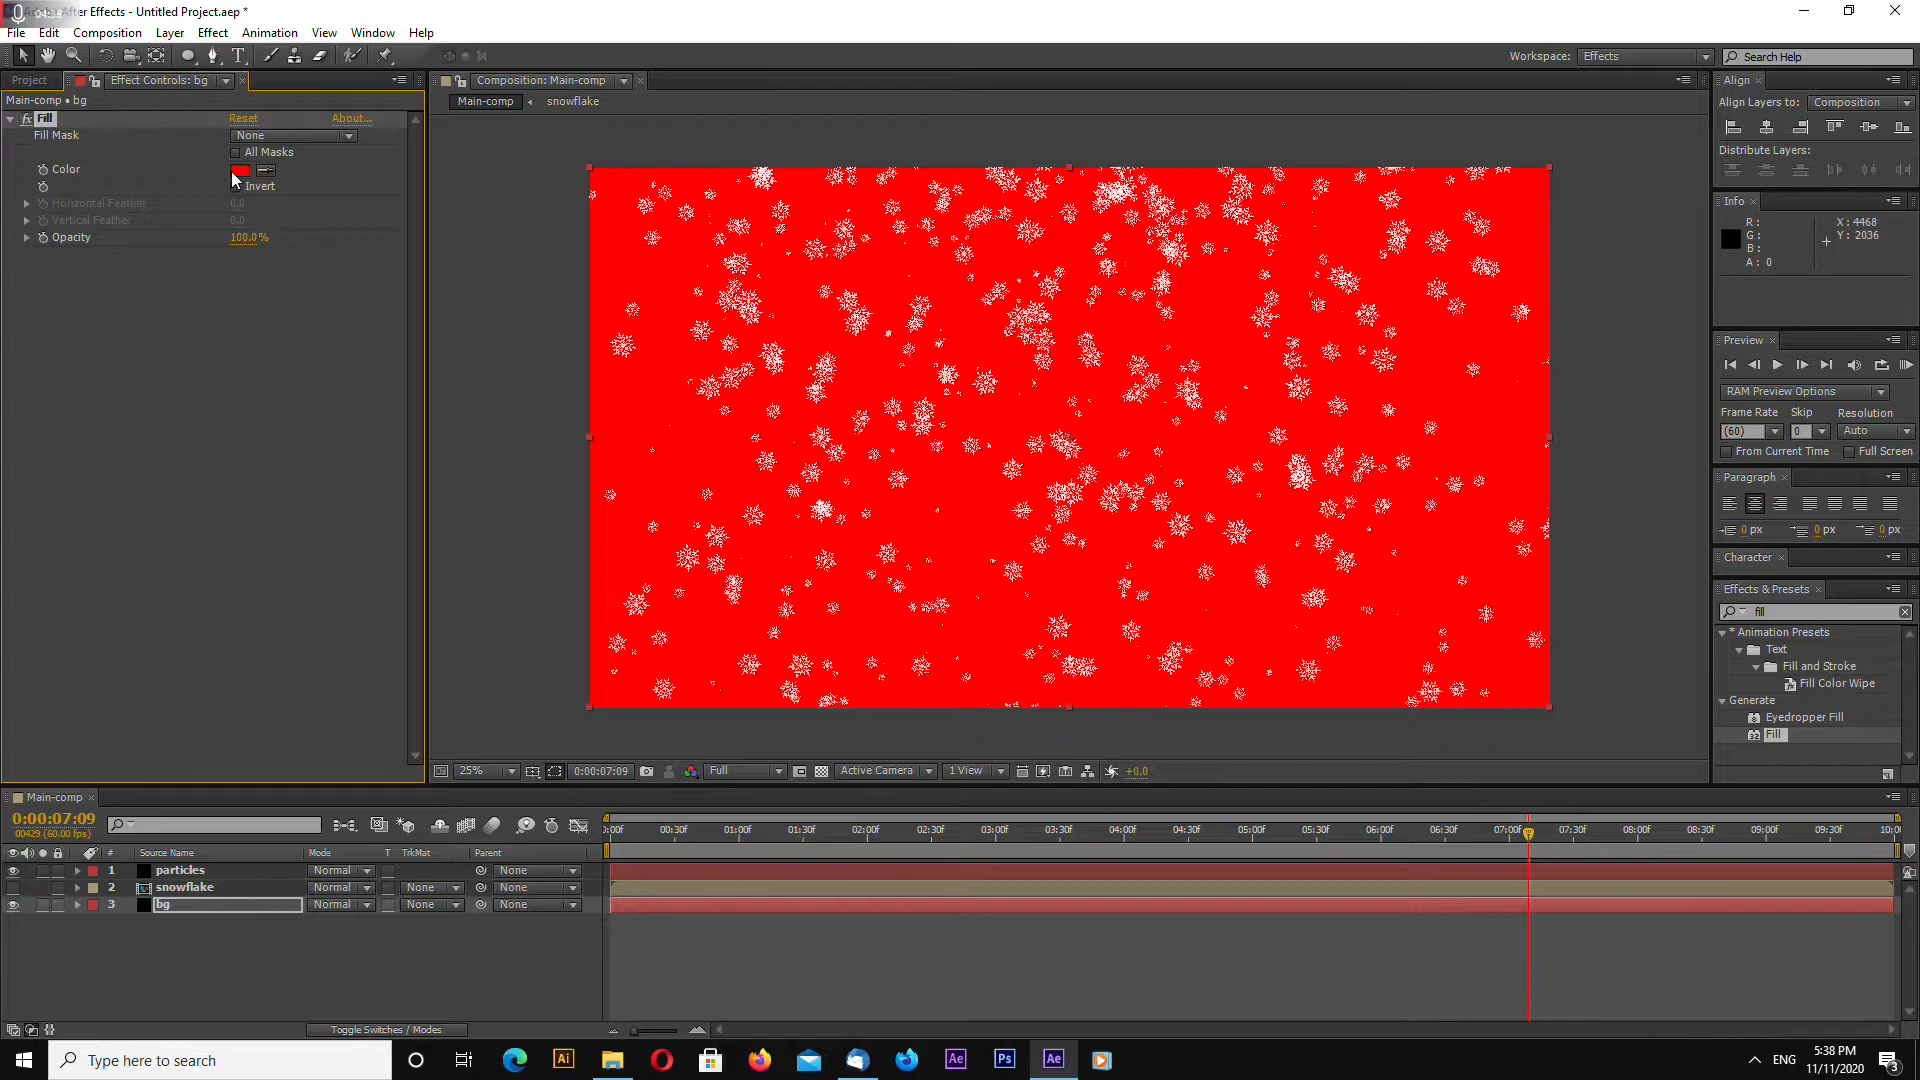 04:38
After Effects - Untitled Project.aep *
File Edit Composition Layer Effect Animation View Window Help
Workspace: Effects Search Help
Project Effect Controls: bg Composition: Main-comp Align
Main-comp • bg Main-comp snowflake Align Layers to: Composition
Fill Reset About...
Fill Mask None
All Masks Distribute Layers:
Color
Invert Info
Horizontal Feather 0.0
Vertical Feather 0.0
Opacity 100.0%
R: X: 4468
G: Y: 2036
B:
A: 0
Preview
RAM Preview Options
Frame Rate Skip Resolution
(60) 0 Auto
From Current Time Full Screen
Paragraph
0 px 0 px 0 px
Character
Effects & Presets
fill
* Animation Presets
Text
Fill and Stroke
Fill Color Wipe
Generate
Eyedropper Fill
Fill
25% 0:00:07:09 Full Active Camera 1 View +0.0
Main-comp
0:00:07:09
00429 (60.00 fps)
0:00f 00:30f 01:00f 01:30f 02:00f 02:30f 03:00f 03:30f 04:00f 04:30f 05:00f 05:30f 06:00f 06:30f 07:00f 07:30f 08:00f 08:30f 09:00f 09:30f 10:0
# Source Name Mode T TrkMat Parent
1 particles Normal None
2 snowflake Normal None None
3 bg Normal None None
Toggle Switches / Modes
Type here to search
Ai Ae Ps Ae
ENG
5:38 PM
11/11/2020
3